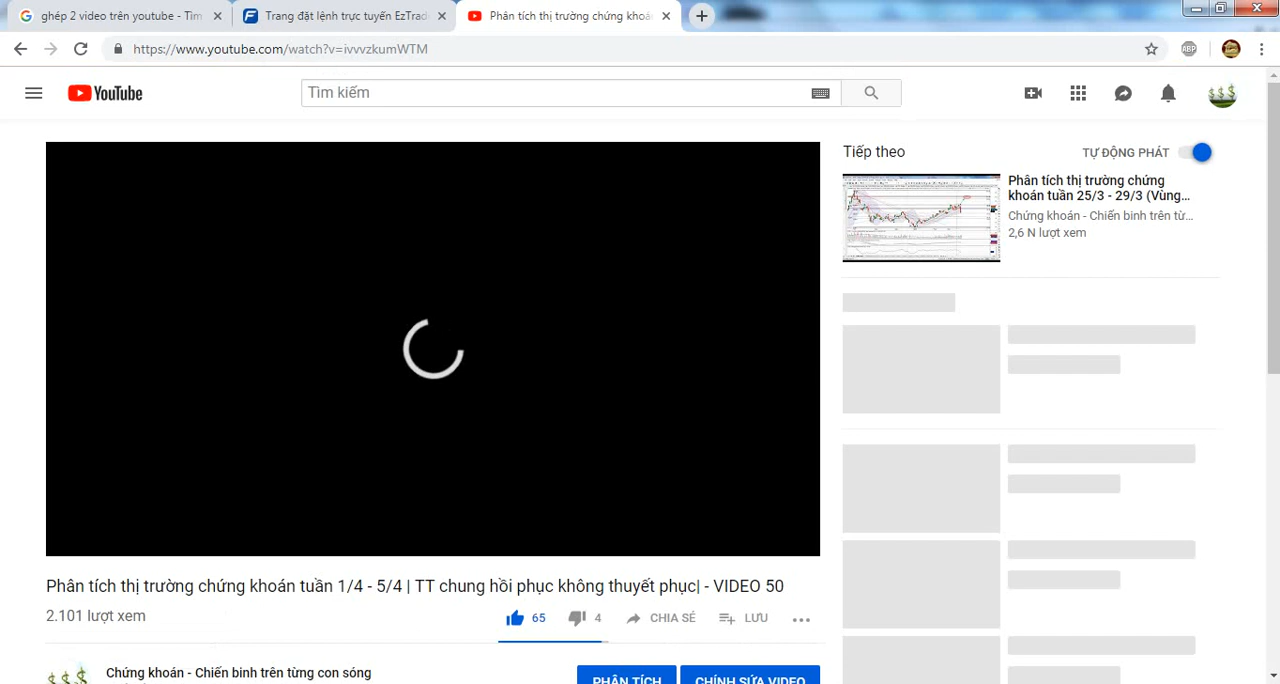 ghép 2 video trên youtube - Tìm
Trang đặt lệnh trực tuyến EzTrad
Phân tích thị trường chứng khoá
https://www.youtube.com/watch?v=ivvvzkumWTM
ABP
YouTube
Tìm kiếm
Tiếp theo
TỰ ĐỘNG PHÁT
Phân tích thị trường chứng
khoán tuần 25/3 - 29/3 (Vùng...
Chứng khoán - Chiến binh trên từ...
2,6 N lượt xem
Phân tích thị trường chứng khoán tuần 1/4 - 5/4 | TT chung hồi phục không thuyết phục| - VIDEO 50
2.101 lượt xem
65
4
CHIA SẺ
LƯU
Chứng khoán - Chiến binh trên từng con sóng
PHÂN TÍCH
CHỈNH SỬA VIDEO